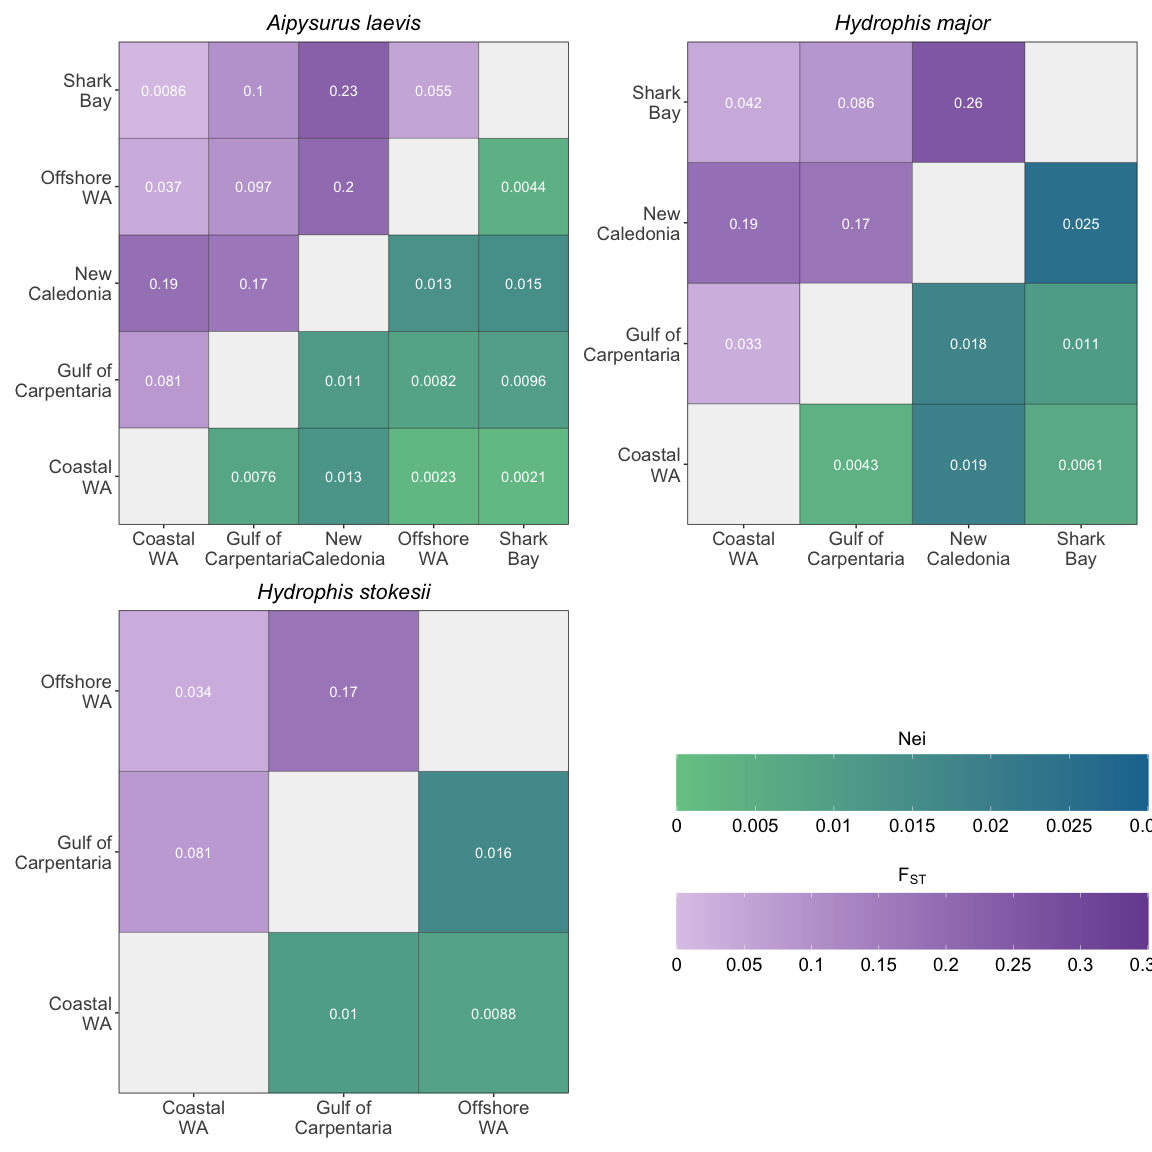 Aipysurus laevis
Shark
Bay
0.0086 0.1 0.23 0.055
Offshore
WA
0.037 0.097 0.2 0.0044
New
Caledonia
0.19 0.17 0.013 0.015
Gulf of
Carpentaria
0.081 0.011 0.0082 0.0096
Coastal
WA
0.0076 0.013 0.0023 0.0021
Coastal Gulf of New Offshore Shark
WA Carpentaria Caledonia WA Bay
Hydrophis major
Shark
Bay
0.042 0.086 0.26
New
Caledonia
0.19 0.17 0.025
Gulf of
Carpentaria
0.033 0.018 0.011
Coastal
WA
0.0043 0.019 0.0061
Coastal Gulf of New Shark
WA Carpentaria Caledonia Bay
Hydrophis stokesii
Offshore
WA
0.034 0.17
Gulf of
Carpentaria
0.081 0.016
Coastal
WA
0.01 0.0088
Coastal Gulf of Offshore
WA Carpentaria WA
Nei
0 0.005 0.01 0.015 0.02 0.025
FST
0 0.05 0.1 0.15 0.2 0.25 0.3